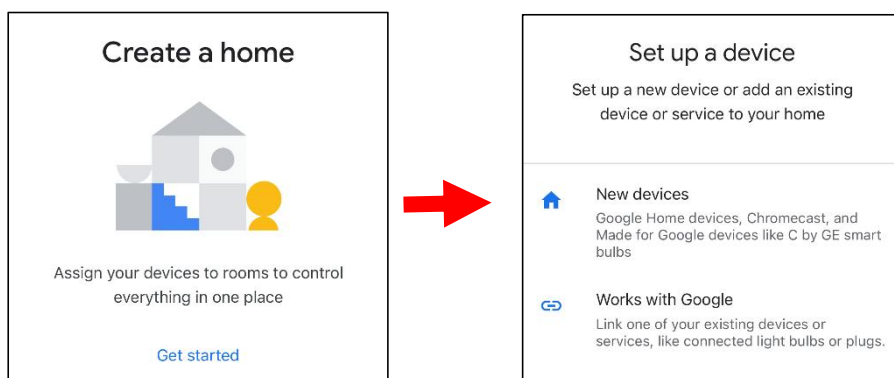 Create a home
Assign your devices to rooms to control
everything in one place
Get started
Set up a device
Set up a new device or add an existing
device or service to your home
New devices
Google Home devices, Chromecast, and
Made for Google devices like C by GE smart
bulbs
Works with Google
Link one of your existing devices or
services, like connected light bulbs or plugs.